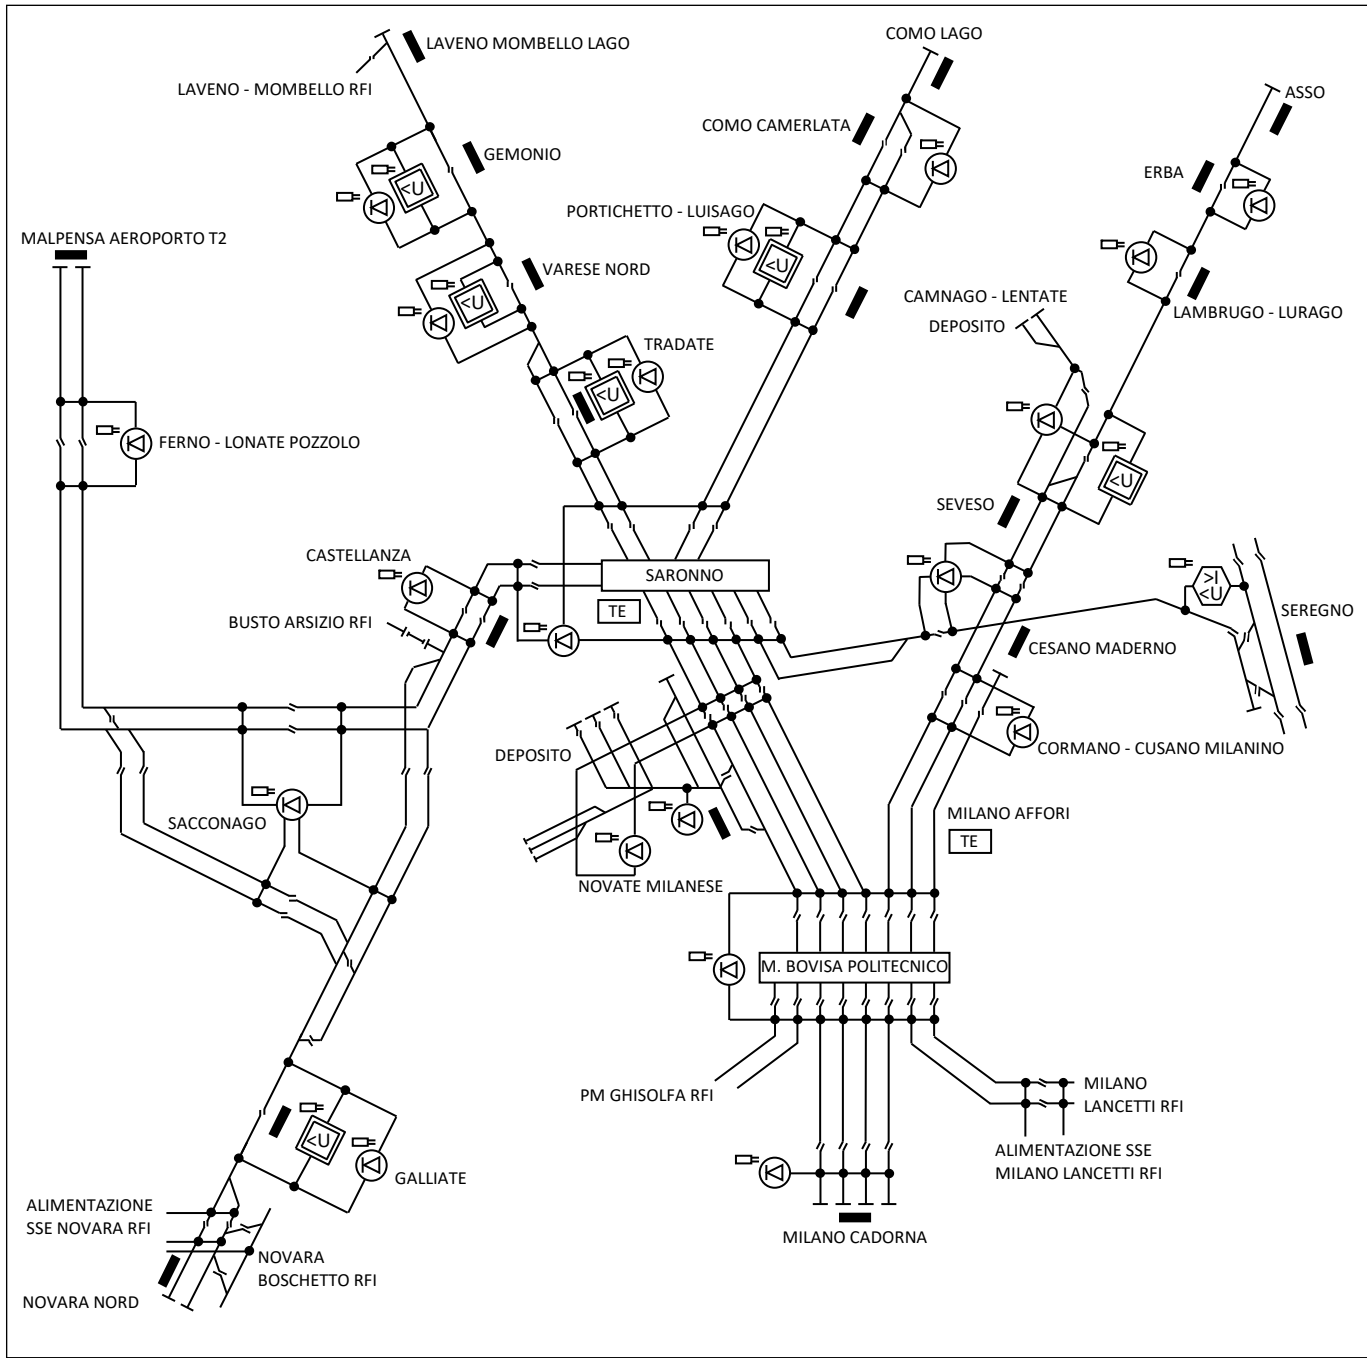 COMO LAGO
LAVENO MOMBELLO LAGO
LAVENO - MOMBELLO RFI
ASSO
COMO CAMERLATA
GEMONIO
<U
ERBA
PORTICHETTO - LUISAGO
<U
MALPENSA AEROPORTO T2
VARESE NORD
<U
CAMNAGO - LENTATE
DEPOSITO
LAMBRUGO - LURAGO
TRADATE
<U
FERNO - LONATE POZZOLO
<U
SEVESO
CASTELLANZA
SARONNO
TE
>I
<U
SEREGNO
BUSTO ARSIZIO RFI
CESANO MADERNO
DEPOSITO
CORMANO - CUSANO MILANINO
SACCONAGO
MILANO AFFORI
TE
NOVATE MILANESE
M. BOVISA POLITECNICO
PM GHISOLFA RFI
MILANO
LANCETTI RFI
<U
ALIMENTAZIONE SSE
MILANO LANCETTI RFI
GALLIATE
ALIMENTAZIONE
SSE NOVARA RFI
MILANO CADORNA
NOVARA
BOSCHETTO RFI
NOVARA NORD